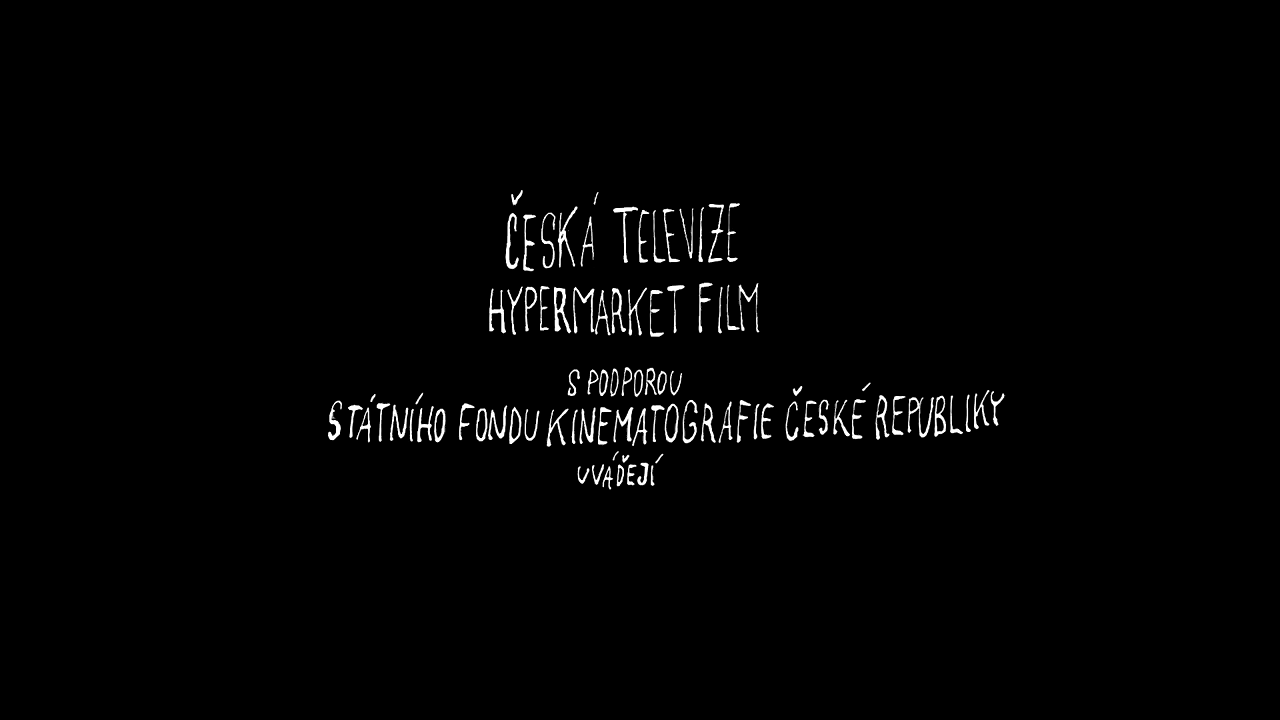 ČESKÁ TELEVIZE
HYPERMARKET FILM
S PODPOROU
STÁTNÍHO FONDU KINEMATOGRAFIE ČESKÉ REPUBLIKY
UVÁDĚJÍ